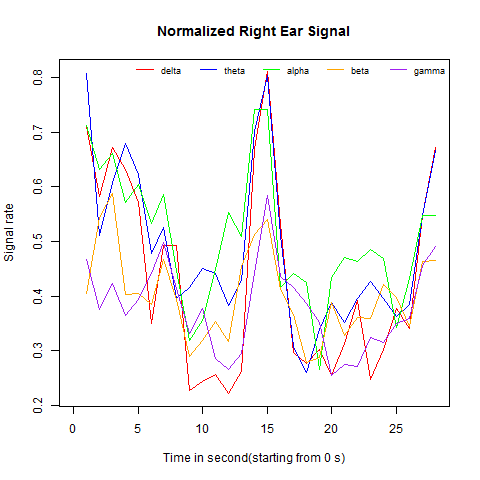 Normalized Right Ear Signal
delta theta alpha beta gamma
Signal rate
0.8
0.7
0.6
0.5
0.4
0.3
0.2
0 5 10 15 20 25
Time in second(starting from 0 s)